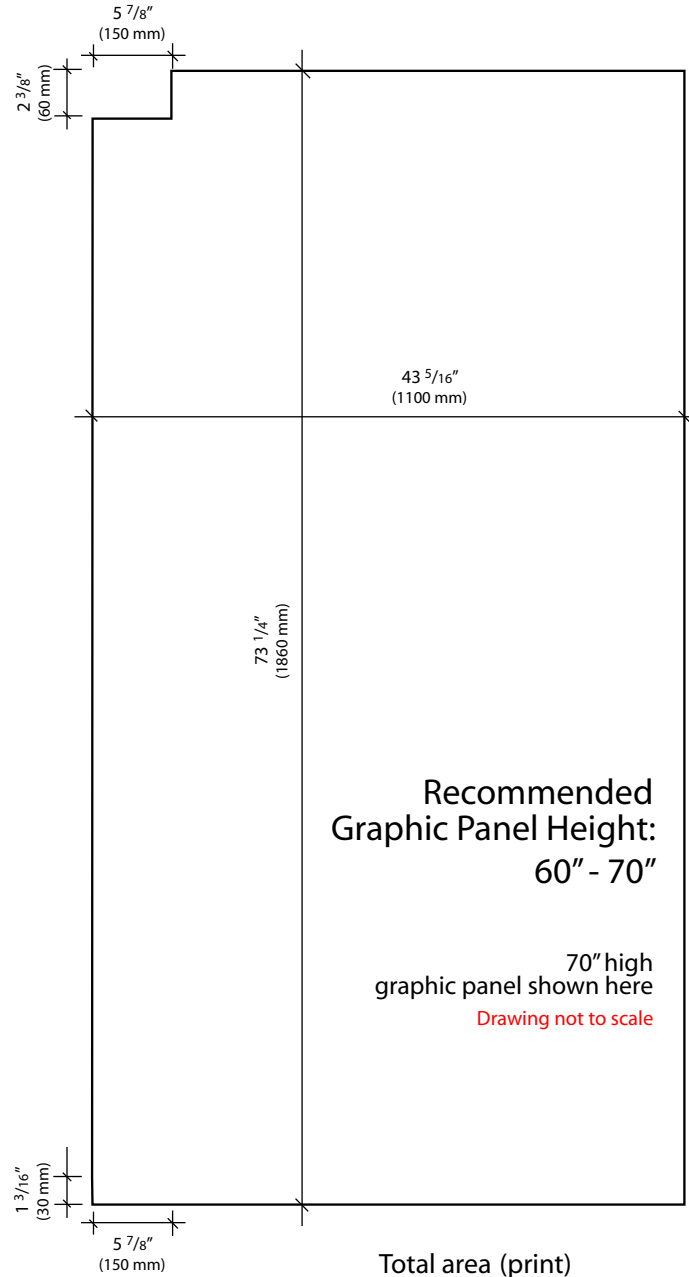 5 7/8"
(150 mm)
2 3/8"
(60 mm)
43 5/16"
(1100 mm)
73 1/4"
(1860 mm)
Recommended
Graphic Panel Height:
60" - 70"
70" high
graphic panel shown here
Drawing not to scale
1 3/16"
(30 mm)
5 7/8"
(150 mm)
Total area (print)